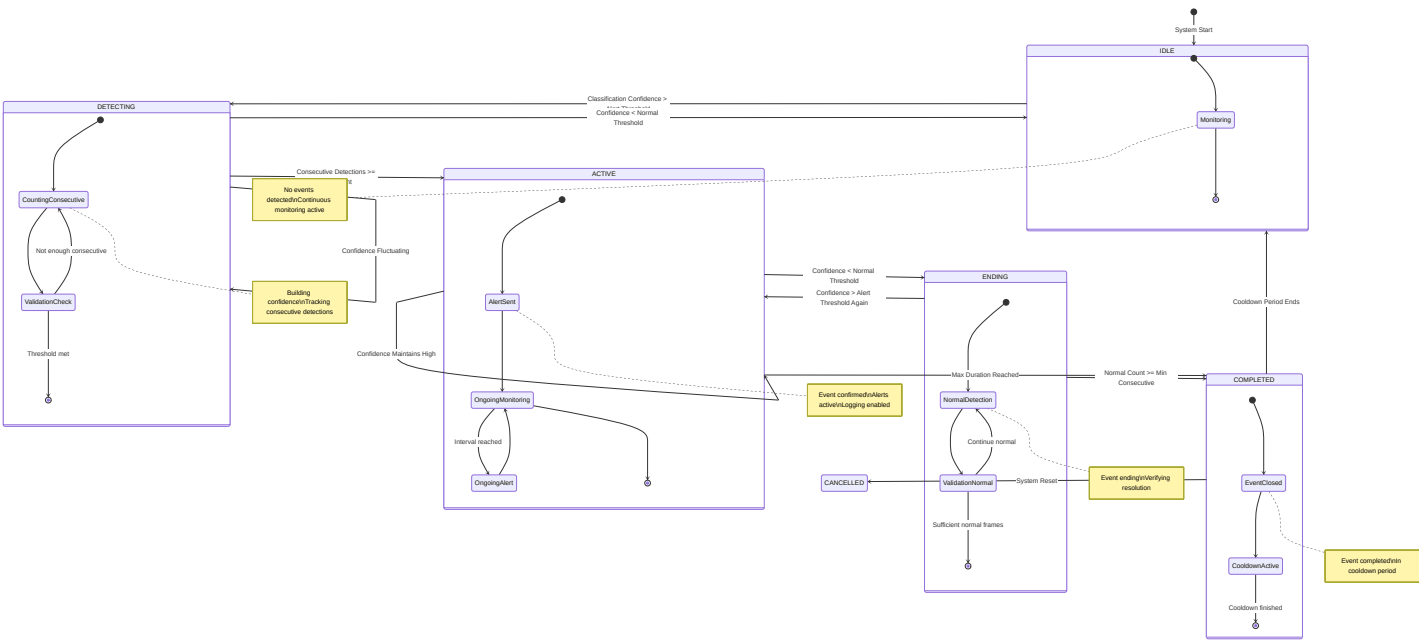 System Start
IDLE
Monitoring
DETECTING
Classification Confidence >
Confidence < Normal
Threshold
CountingConsecutive
Not enough consecutive
ValidationCheck
Threshold met
Consecutive Detections >=
No events
detected\nContinuous
monitoring active
Confidence Fluctuating
Building
confidence\nTracking
consecutive detections
ACTIVE
AlertSent
Confidence Maintains High
OngoingMonitoring
Interval reached
OngoingAlert
Confidence < Normal
Threshold
Confidence > Alert
Threshold Again
Event confirmed\nAlerts
active\nLogging enabled
ENDING
Max Duration Reached
NormalDetection
Continue normal
CANCELLED
ValidationNormal
System Reset
Sufficient normal frames
Normal Count >= Min
Consecutive
Event ending\nVerifying
resolution
Cooldown Period Ends
COMPLETED
EventClosed
CooldownActive
Cooldown finished
Event completed\nIn
cooldown period